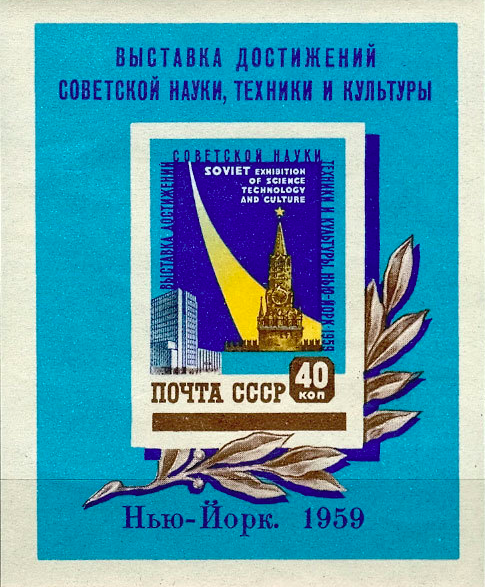 ВЫСТАВКА ДОСТИЖЕНИЙ
СОВЕТСКОЙ НАУКИ, ТЕХНИКИ И КУЛЬТУРЫ
ВЫСТАВКА ДОСТИЖЕНИЙ
СОВЕТСКОЙ НАУКИ
ТЕХНИКИ И КУЛЬТУРЫ. НЬЮ-ЙОРК·1959
SOVIET EXHIBITION
OF SCIENCE
TECHNOLOGY
AND CULTURE
40
КОП
ПОЧТА СССР
Нью-Йорк. 1959